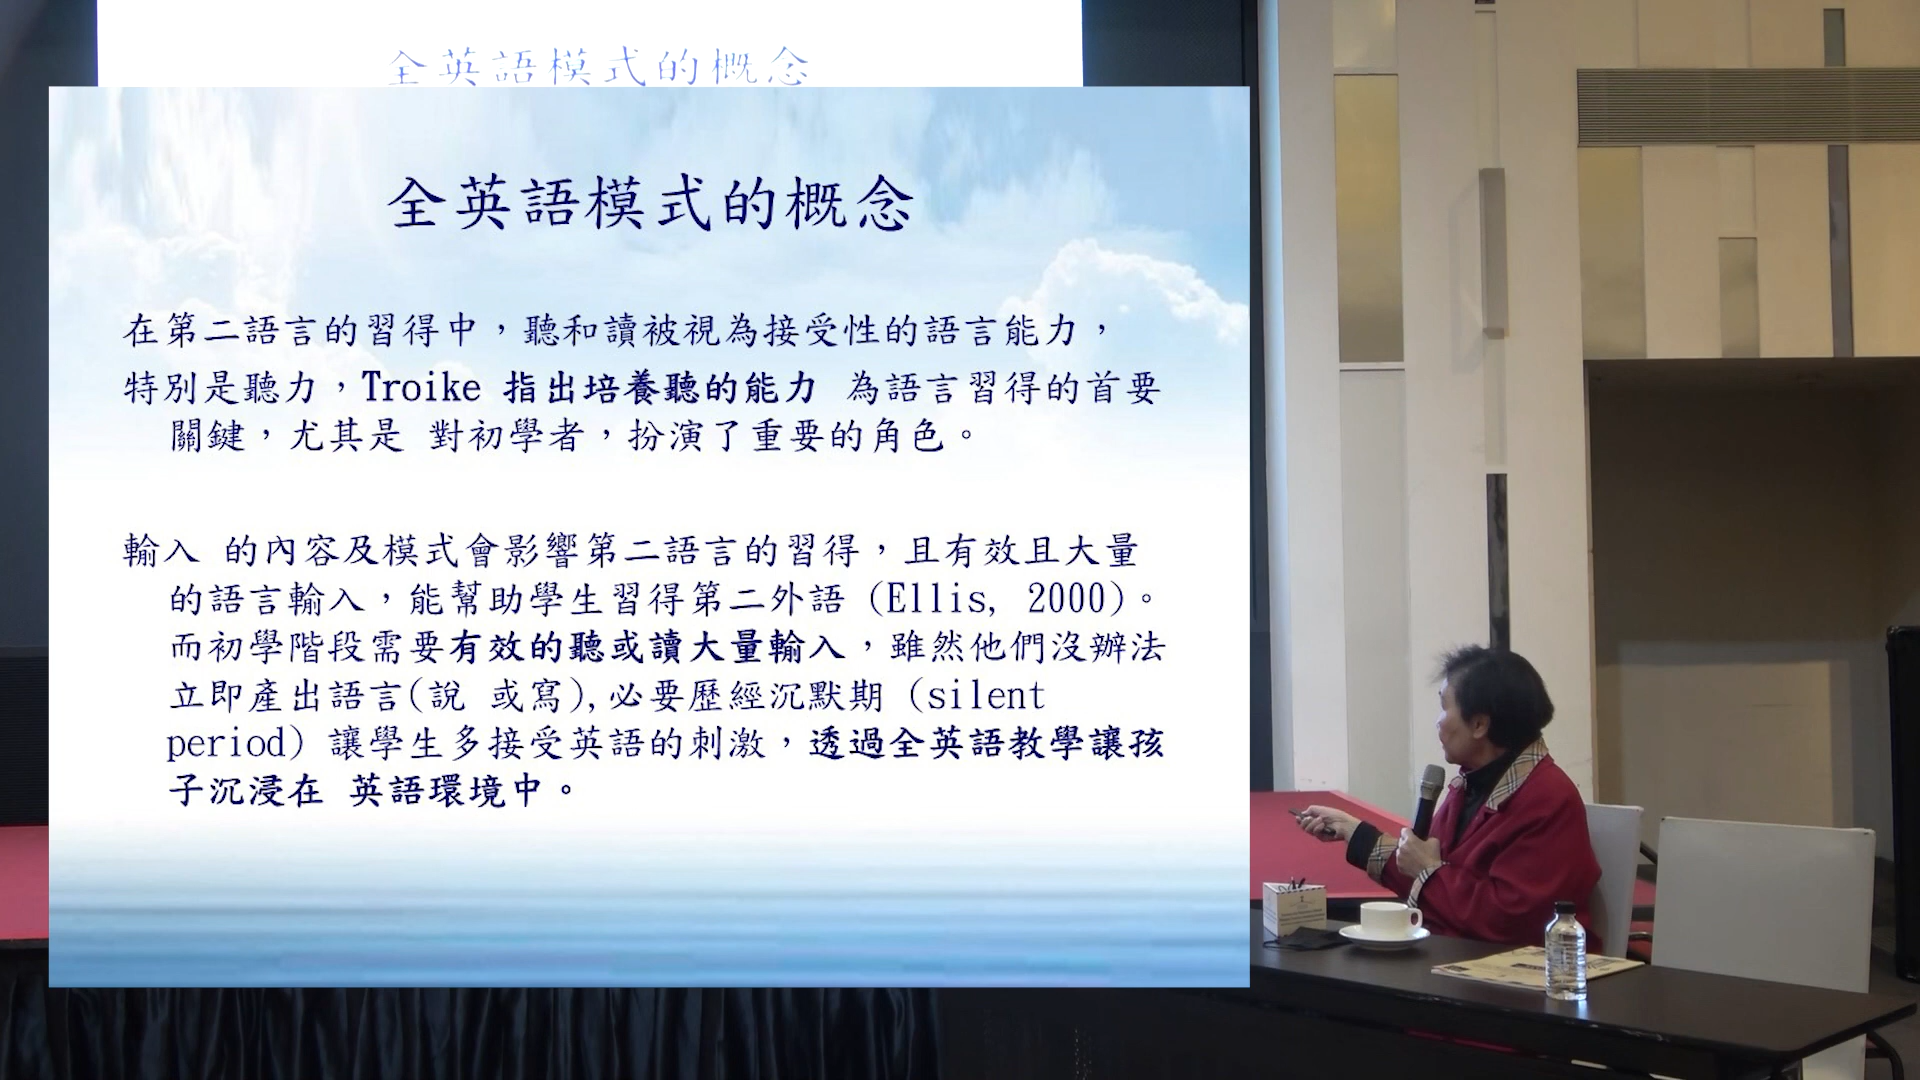 全英語模式的概念
全英語模式的概念
在第二語言的習得中，聽和讀被視為接受性的語言能力，
特別是聽力，Troike 指出培養聽的能力 為語言習得的首要
關鍵，尤其是 對初學者，扮演了重要的角色。
輸入 的內容及模式會影響第二語言的習得，且有效且大量
的語言輸入，能幫助學生習得第二外語 (Ellis, 2000)。
而初學階段需要有效的聽或讀大量輸入，雖然他們沒辦法
立即產出語言(說 或寫),必要歷經沉默期 (silent
period) 讓學生多接受英語的刺激，透過全英語教學讓孩
子沉浸在 英語環境中。